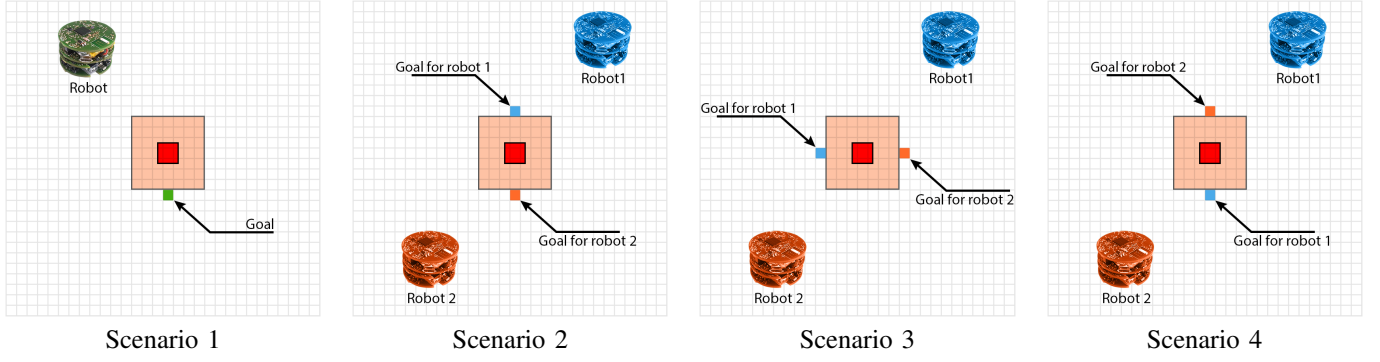 Robot
Goal
Scenario 1
Robot1
Goal for robot 1
Goal for robot 2
Robot 2
Scenario 2
Robot1
Goal for robot 1
Goal for robot 2
Robot 2
Scenario 3
Robot1
Goal for robot 2
Goal for robot 1
Robot 2
Scenario 4